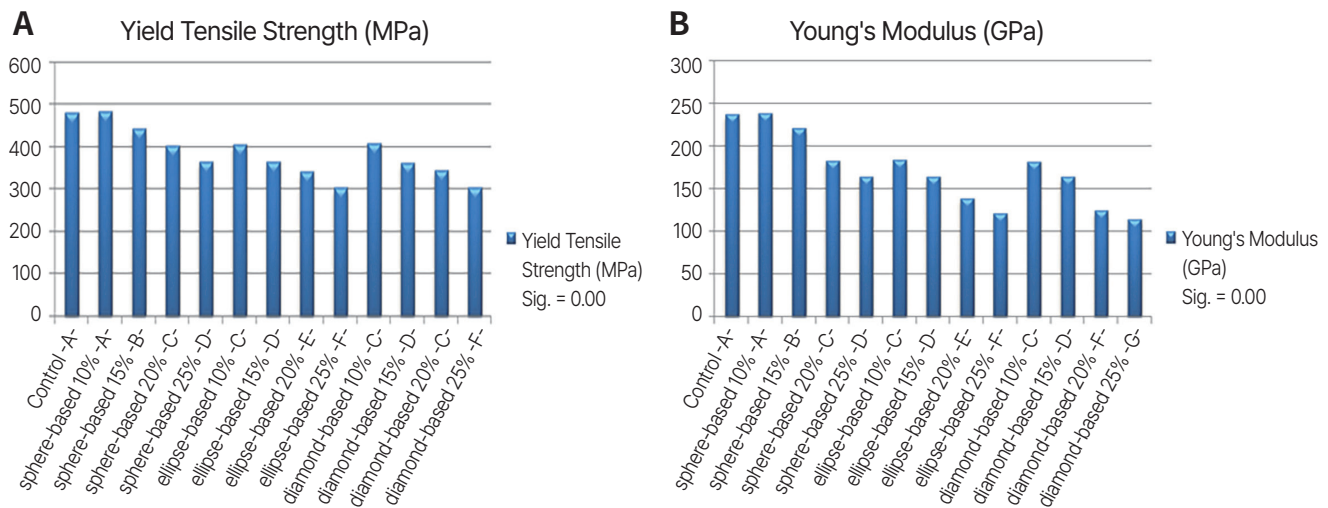 A
Yield Tensile Strength (MPa)
600
500
400
300
200
100
0
Control -A-
sphere-based 10% -A-
sphere-based 15% -B-
sphere-based 20% -C-
sphere-based 25% -D-
ellipse-based 10% -C-
ellipse-based 15% -D-
ellipse-based 20% -E-
ellipse-based 25% -F-
diamond-based 10% -C-
diamond-based 15% -D-
diamond-based 20% -C-
diamond-based 25% -F-
Yield Tensile
Strength (MPa)
Sig. = 0.00
B
Young's Modulus (GPa)
300
250
200
150
100
50
0
Control -A-
sphere-based 10% -A-
sphere-based 15% -B-
sphere-based 20% -C-
sphere-based 25% -D-
ellipse-based 10% -C-
ellipse-based 15% -D-
ellipse-based 20% -E-
ellipse-based 25% -F-
diamond-based 10% -C-
diamond-based 15% -D-
diamond-based 20% -F-
diamond-based 25% -G-
Young's Modulus
(GPa)
Sig. = 0.00